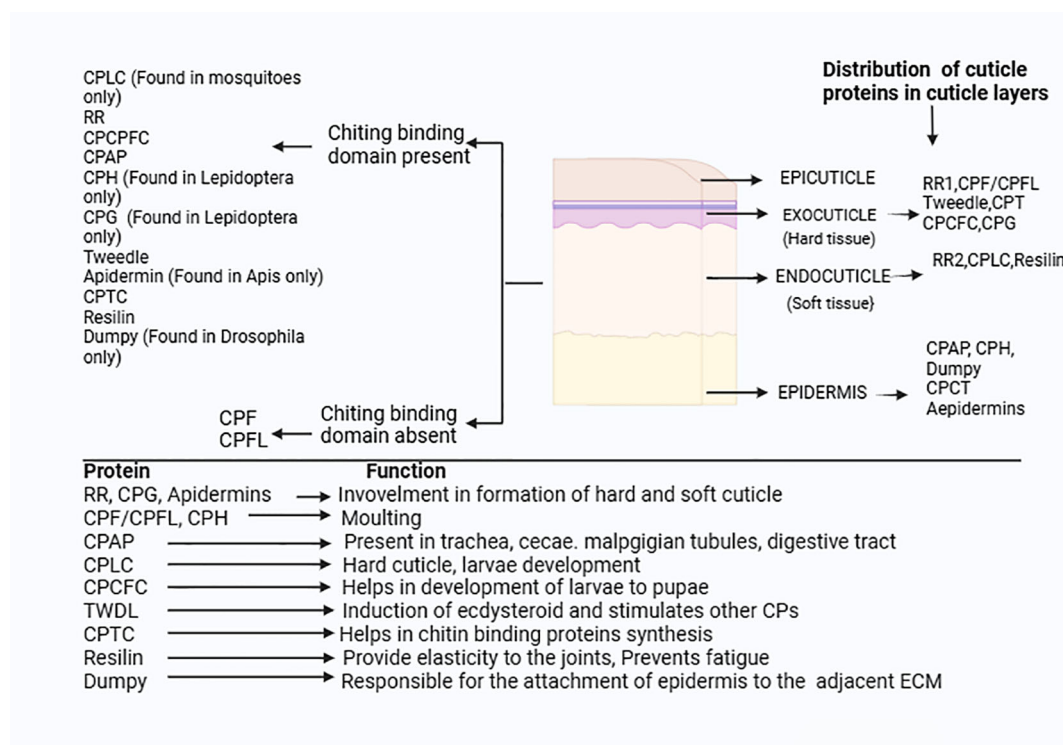 CPLC (Found in mosquitoes
only)
RR
CPCPFC
CPAP
CPH (Found in Lepidoptera
only)
CPG (Found in Lepidoptera
only)
Tweedle
Apidermin (Found in Apis only)
CPTC
Resilin
Dumpy (Found in Drosophila
only)
Chiting binding
domain present
CPF
CPFL
Chiting binding
domain absent
Distribution of cuticle
proteins in cuticle layers
EPICUTICLE
EXOCUTICLE
(Hard tissue)
RR1,CPF/CPFL
Tweedle,CPT
CPCFC,CPG
ENDOCUTICLE
(Soft tissue}
RR2,CPLC,Resilin
EPIDERMIS
CPAP, CPH,
Dumpy
CPCT
Aepidermins
Protein Function
RR, CPG, Apidermins Invovelment in formation of hard and soft cuticle
CPF/CPFL, CPH Moulting
CPAP Present in trachea, cecae. malpgigian tubules, digestive tract
CPLC Hard cuticle, larvae development
CPCFC Helps in development of larvae to pupae
TWDL Induction of ecdysteroid and stimulates other CPs
CPTC Helps in chitin binding proteins synthesis
Resilin Provide elasticity to the joints, Prevents fatigue
Dumpy Responsible for the attachment of epidermis to the adjacent ECM